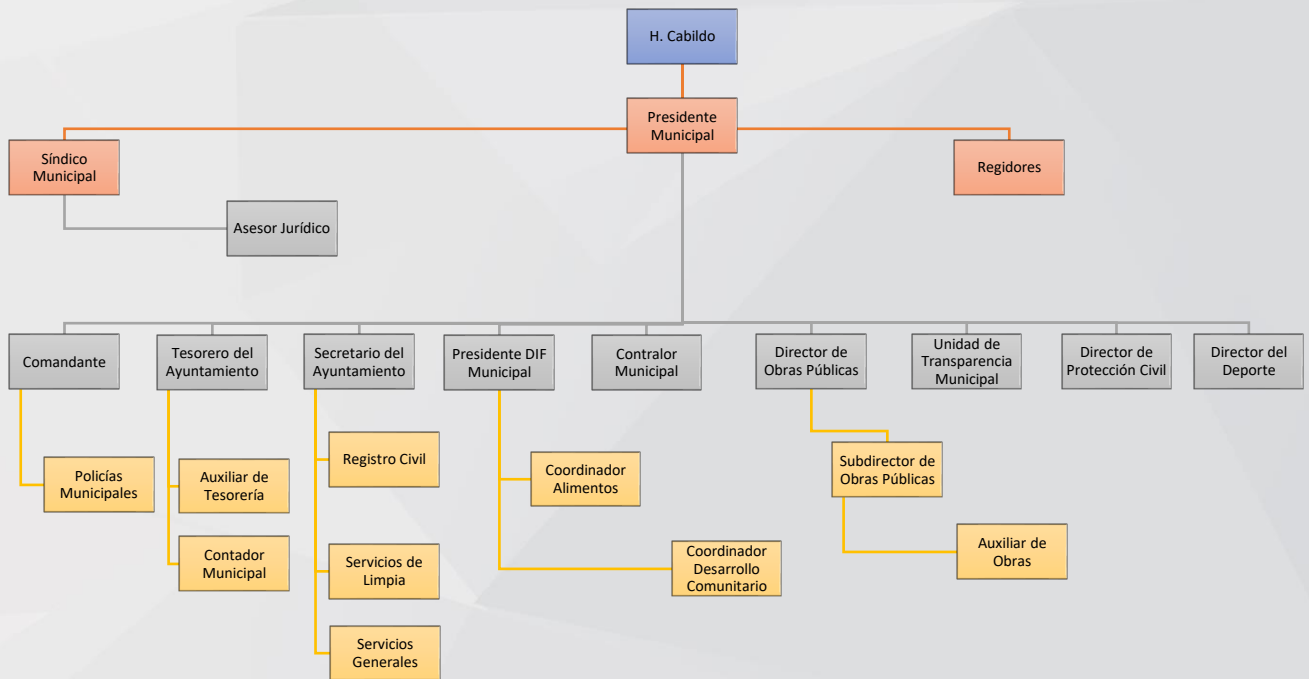 H. Cabildo
Presidente
Municipal
Síndico
Municipal
Regidores
Asesor Jurídico
Comandante
Tesorero del
Ayuntamiento
Secretario del
Ayuntamiento
Presidente DIF
Municipal
Contralor
Municipal
Director de
Obras Públicas
Unidad de
Transparencia
Municipal
Director de
Protección Civil
Director del
Deporte
Policías
Municipales
Auxiliar de
Tesorería
Contador
Municipal
Registro Civil
Servicios de
Limpia
Servicios
Generales
Coordinador
Alimentos
Coordinador
Desarrollo
Comunitario
Subdirector de
Obras Públicas
Auxiliar de
Obras